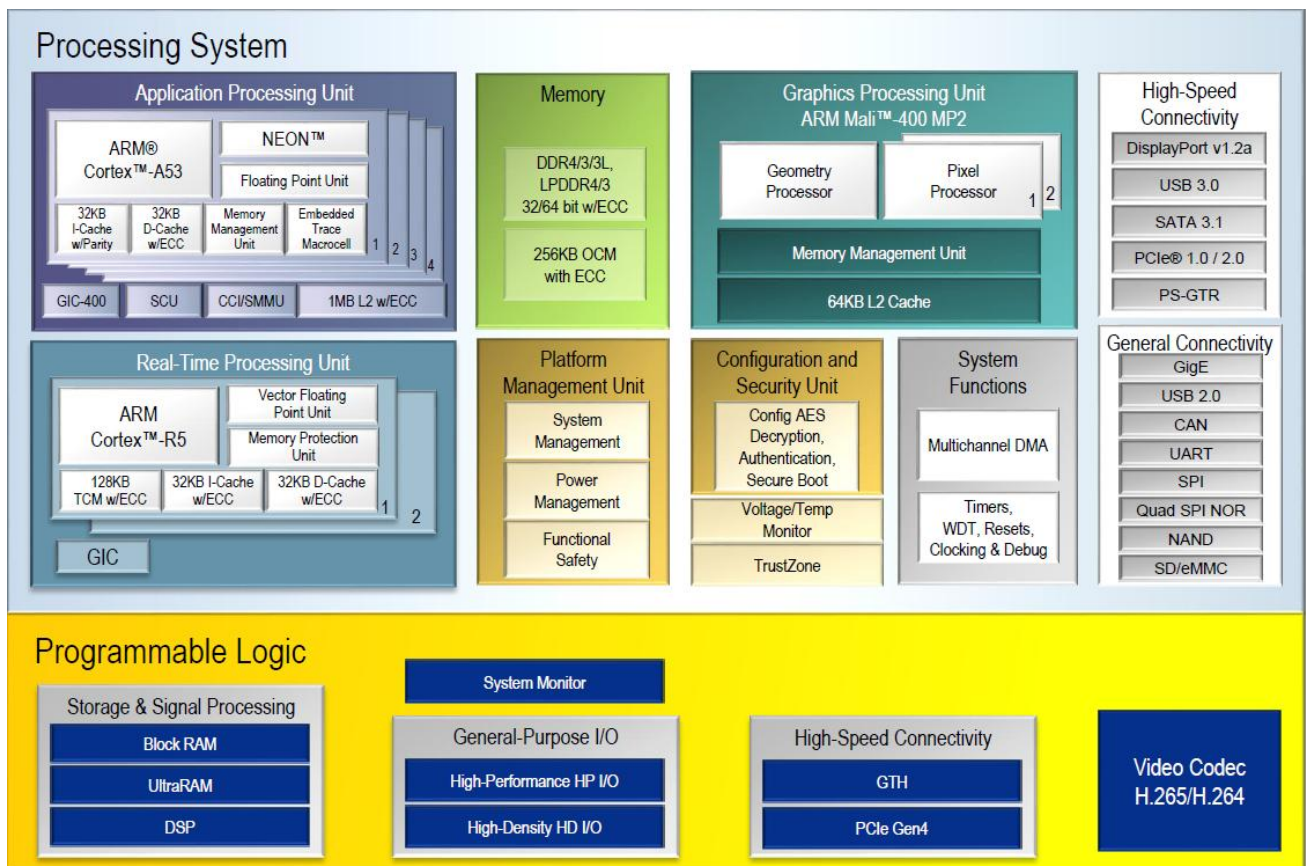 Processing System
Application Processing Unit
ARM®
Cortex™-A53
NEON™
Floating Point Unit
32KB
I-Cache
w/Parity
32KB
D-Cache
w/ECC
Memory
Management
Unit
Embedded
Trace
Macrocell
1
2
3
4
GIC-400
SCU
CCI/SMMU
1MB L2 w/ECC
Memory
DDR4/3/3L,
LPDDR4/3
32/64 bit w/ECC
256KB OCM
with ECC
Graphics Processing Unit
ARM Mali™-400 MP2
Geometry
Processor
Pixel
Processor
1
2
Memory Management Unit
64KB L2 Cache
High-Speed
Connectivity
DisplayPort v1.2a
USB 3.0
SATA 3.1
PCIe® 1.0 / 2.0
PS-GTR
Real-Time Processing Unit
ARM
Cortex™-R5
Vector Floating
Point Unit
Memory Protection
Unit
128KB
TCM w/ECC
32KB I-Cache
w/ECC
32KB D-Cache
w/ECC
1
2
GIC
Platform
Management Unit
System
Management
Power
Management
Functional
Safety
Configuration and
Security Unit
Config AES
Decryption,
Authentication,
Secure Boot
Voltage/Temp
Monitor
TrustZone
System
Functions
Multichannel DMA
Timers,
WDT, Resets,
Clocking & Debug
General Connectivity
GigE
USB 2.0
CAN
UART
SPI
Quad SPI NOR
NAND
SD/eMMC
Programmable Logic
Storage & Signal Processing
Block RAM
UltraRAM
DSP
System Monitor
General-Purpose I/O
High-Performance HP I/O
High-Density HD I/O
High-Speed Connectivity
GTH
PCIe Gen4
Video Codec
H.265/H.264